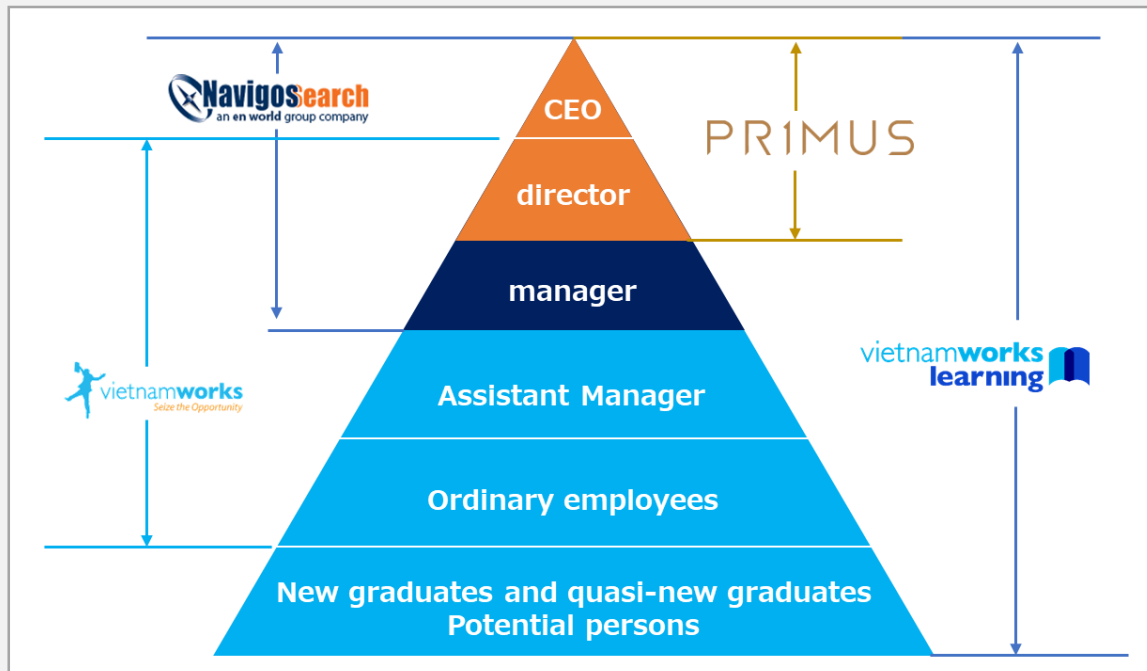 NavigosSearch
an en world group company
CEO
PR1MUS
director
manager
vietnamworks
Seize the Opportunity
Assistant Manager
vietnamworks
learning
Ordinary employees
New graduates and quasi-new graduates
Potential persons